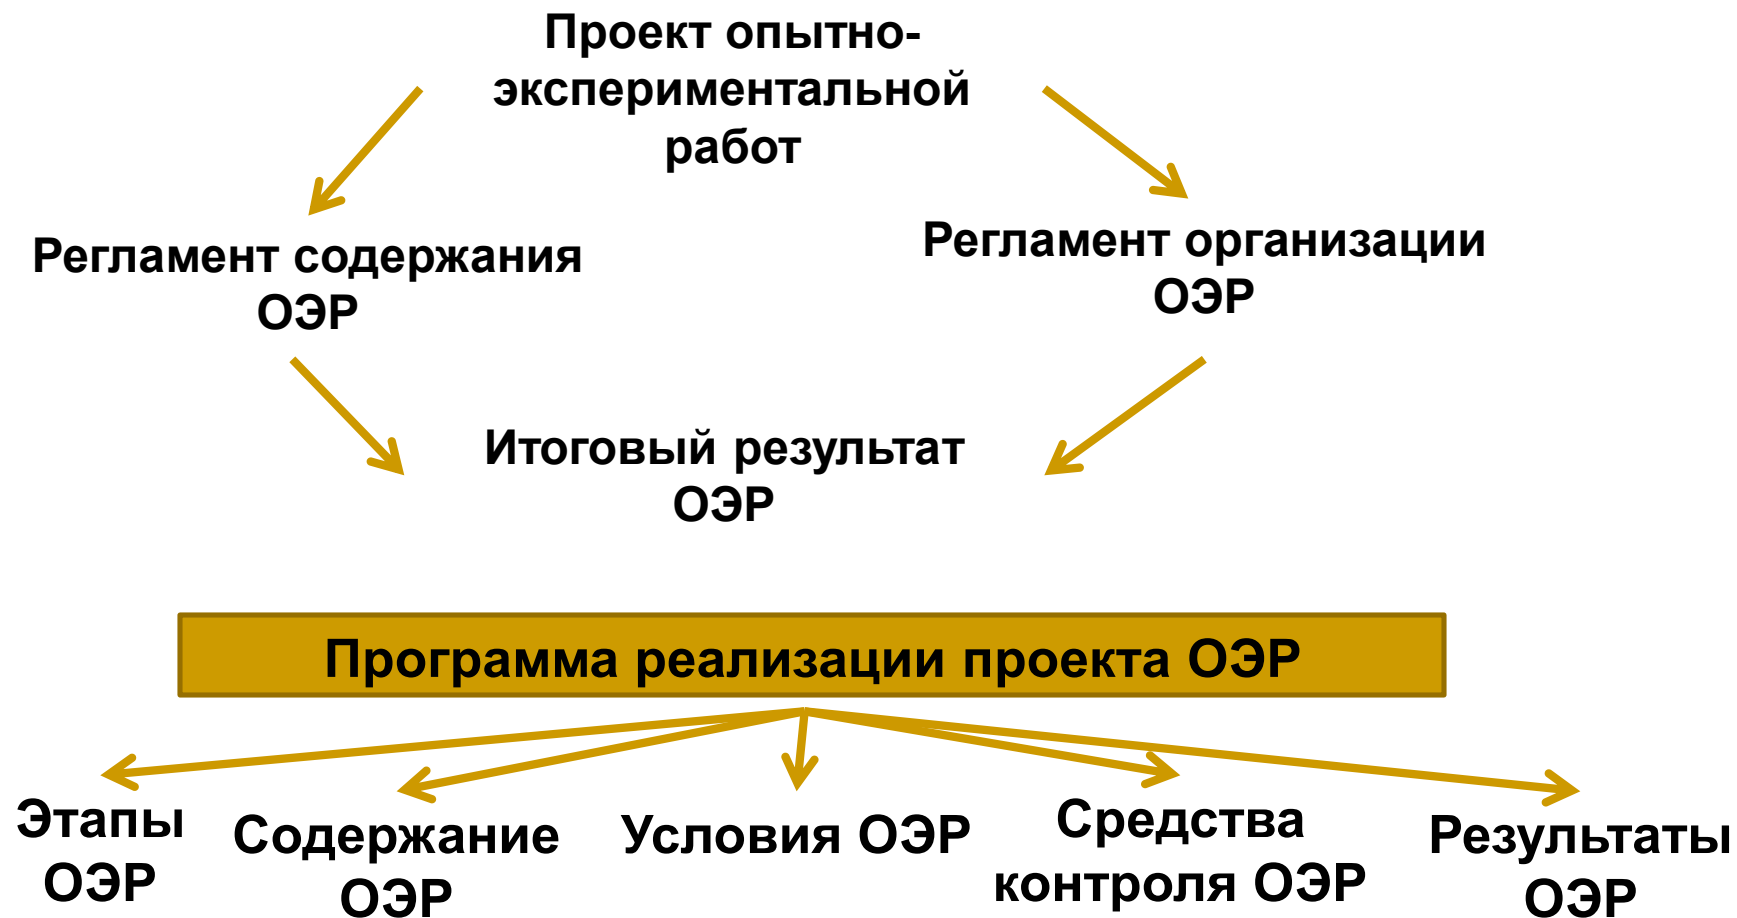 Проект опытно-
экспериментальной
работ
Регламент содержания
ОЭР
Регламент организации
ОЭР
Итоговый результат
ОЭР
Программа реализации проекта ОЭР
Этапы
ОЭР
Содержание
ОЭР
Условия ОЭР
Средства
контроля ОЭР
Результаты
ОЭР